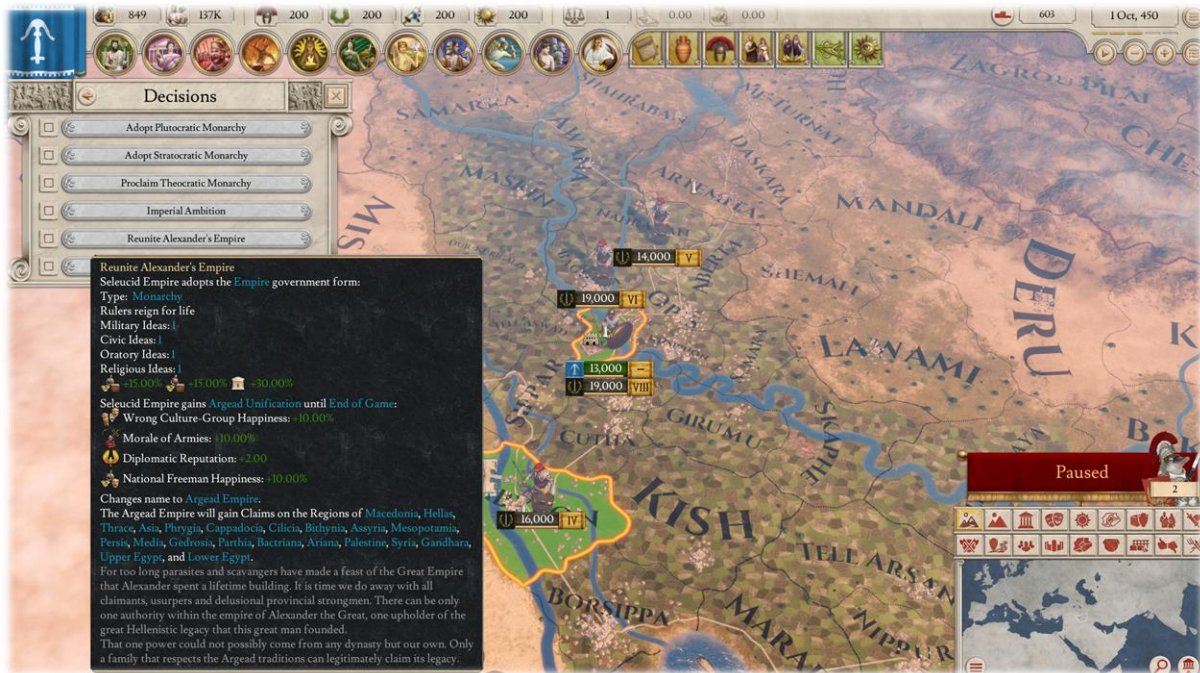 849
137K
200
200
200
200
1
0.00
0.00
603
1 Oct, 450
Decisions
Adopt Plutocratic Monarchy
Adopt Stratocratic Monarchy
Proclaim Theocratic Monarchy
Imperial Ambition
Reunite Alexander's Empire
Reunite Alexander's Empire
Seleucid Empire adopts the Empire government form:
Type: Monarchy
Rulers reign for life
Military Ideas: 1
Civic Ideas: 1
Oratory Ideas: 1
Religious Ideas: 1
+15.00% +15.00% +30.00%
Seleucid Empire gains Argead Unification until End of Game:
Wrong Culture-Group Happiness: +10.00%
Morale of Armies: +10.00%
Diplomatic Reputation: +2.00
National Freeman Happiness: +10.00%
Changes name to Argead Empire.
The Argead Empire will gain Claims on the Regions of Macedonia, Hellas,
Thrace, Asia, Phrygia, Cappadocia, Cilicia, Bithynia, Assyria, Mesopotamia,
Persis, Media, Gedrosia, Parthia, Bactriana, Ariana, Palestine, Syria, Gandhara,
Upper Egypt, and Lower Egypt.
For too long parasites and scavangers have made a feast of the Great Empire
that Alexander spent a lifetime building. It is time we do away with all
claimants, usurpers and delusional provincial strongmen. There can be only
one authority within the empire of Alexander the Great, one upholder of the
great Hellenistic legacy that this great man founded.
That one power could not possibly come from any dynasty but our own. Only
a family that respects the Argead traditions can legitimately claim its legacy.
SAMARRA
ME-TURNAT
ZAGROU PYLAI
DASKARA
ARTEMITA
MASKIN
MANDALI
SHEMALI
DERU
LAWAMI
14,000 V
19,000 VI
13,000 –
19,000 VIII
GIRUMU
CUTHA
SKAPHE
16,000 IV
KISH
TELL ARSAN
BORSIPPA
MARAD
NIPPUR
Paused
2